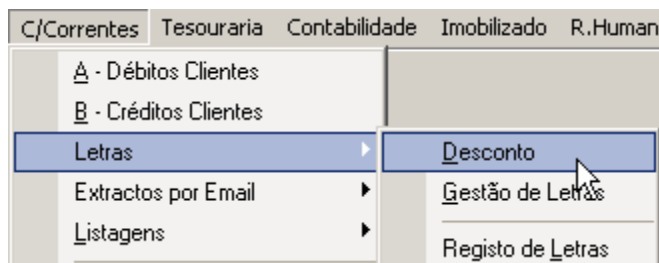 C/Correntes Tesouraria Contabilidade Imobilizado R.Human
A - Débitos Clientes
B - Créditos Clientes
Letras Desconto
Extractos por Email Gestão de Letras
Listagens
Registo de Letras